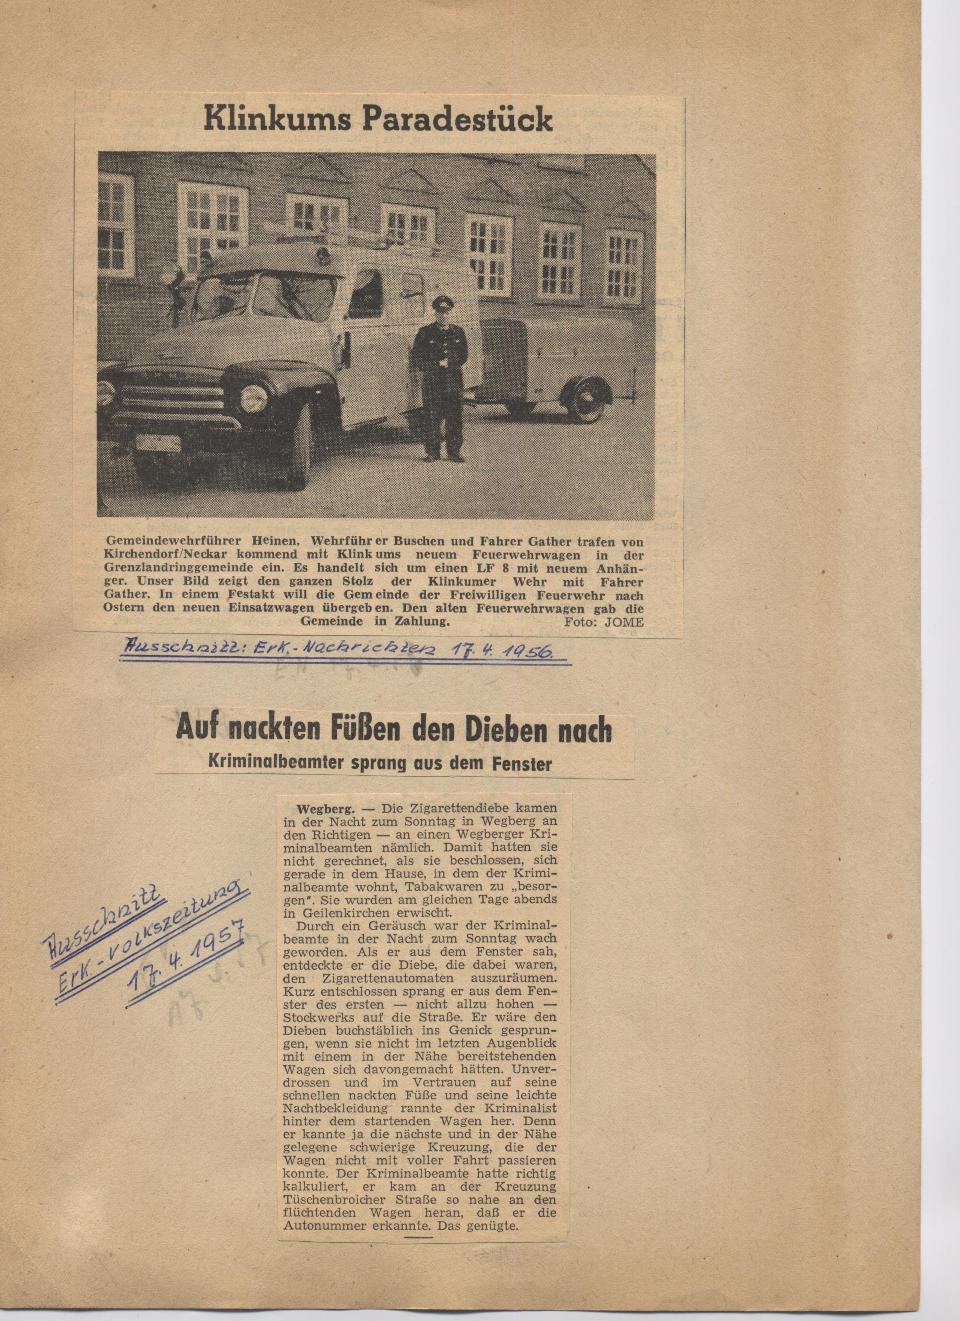 Klinkums Paradestück
Gemeindewehrführer Heinen, Wehrführer Buschen und Fahrer Gather trafen von
Kirchendorf/Neckar kommend mit Klinkums neuem Feuerwehrwagen in der
Grenzlandringgemeinde ein. Es handelt sich um einen LF 8 mit neuem Anhän-
ger. Unser Bild zeigt den ganzen Stolz der Klinkumer Wehr mit Fahrer
Gather. In einem Festakt will die Gemeinde der Freiwilligen Feuerwehr nach
Ostern den neuen Einsatzwagen übergeben. Den alten Feuerwehrwagen gab die
Gemeinde in Zahlung. Foto: JOME
Ausschnitt: Erk.-Nachrichten 17.4.1956.
Auf nackten Füßen den Dieben nach
Kriminalbeamter sprang aus dem Fenster
Wegberg. — Die Zigarettendiebe kamen
in der Nacht zum Sonntag in Wegberg an
den Richtigen — an einen Wegberger Kri-
minalbeamten nämlich. Damit hatten sie
nicht gerechnet, als sie beschlossen, sich
gerade in dem Hause, in dem der Krimi-
nalbeamte wohnt, Tabakwaren zu „besor-
gen". Sie wurden am gleichen Tage abends
in Geilenkirchen erwischt.
Durch ein Geräusch war der Kriminal-
beamte in der Nacht zum Sonntag wach
geworden. Als er aus dem Fenster sah,
entdeckte er die Diebe, die dabei waren,
den Zigarettenautomaten auszuräumen.
Kurz entschlossen sprang er aus dem Fen-
ster des ersten — nicht allzu hohen —
Stockwerks auf die Straße. Er wäre den
Dieben buchstäblich ins Genick gesprun-
gen, wenn sie nicht im letzten Augenblick
mit einem in der Nähe bereitstehenden
Wagen sich davongemacht hätten. Unver-
drossen und im Vertrauen auf seine
schnellen nackten Füße und seine leichte
Nachtbekleidung rannte der Kriminalist
hinter dem startenden Wagen her. Denn
er kannte ja die nächste und in der Nähe
gelegene schwierige Kreuzung, die der
Wagen nicht mit voller Fahrt passieren
konnte. Der Kriminalbeamte hatte richtig
kalkuliert, er kam an der Kreuzung
Tüschenbroicher Straße so nahe an den
flüchtenden Wagen heran, daß er die
Autonummer erkannte. Das genügte.
Ausschnitt
Erk.-Volkszeitung
17.4.1957